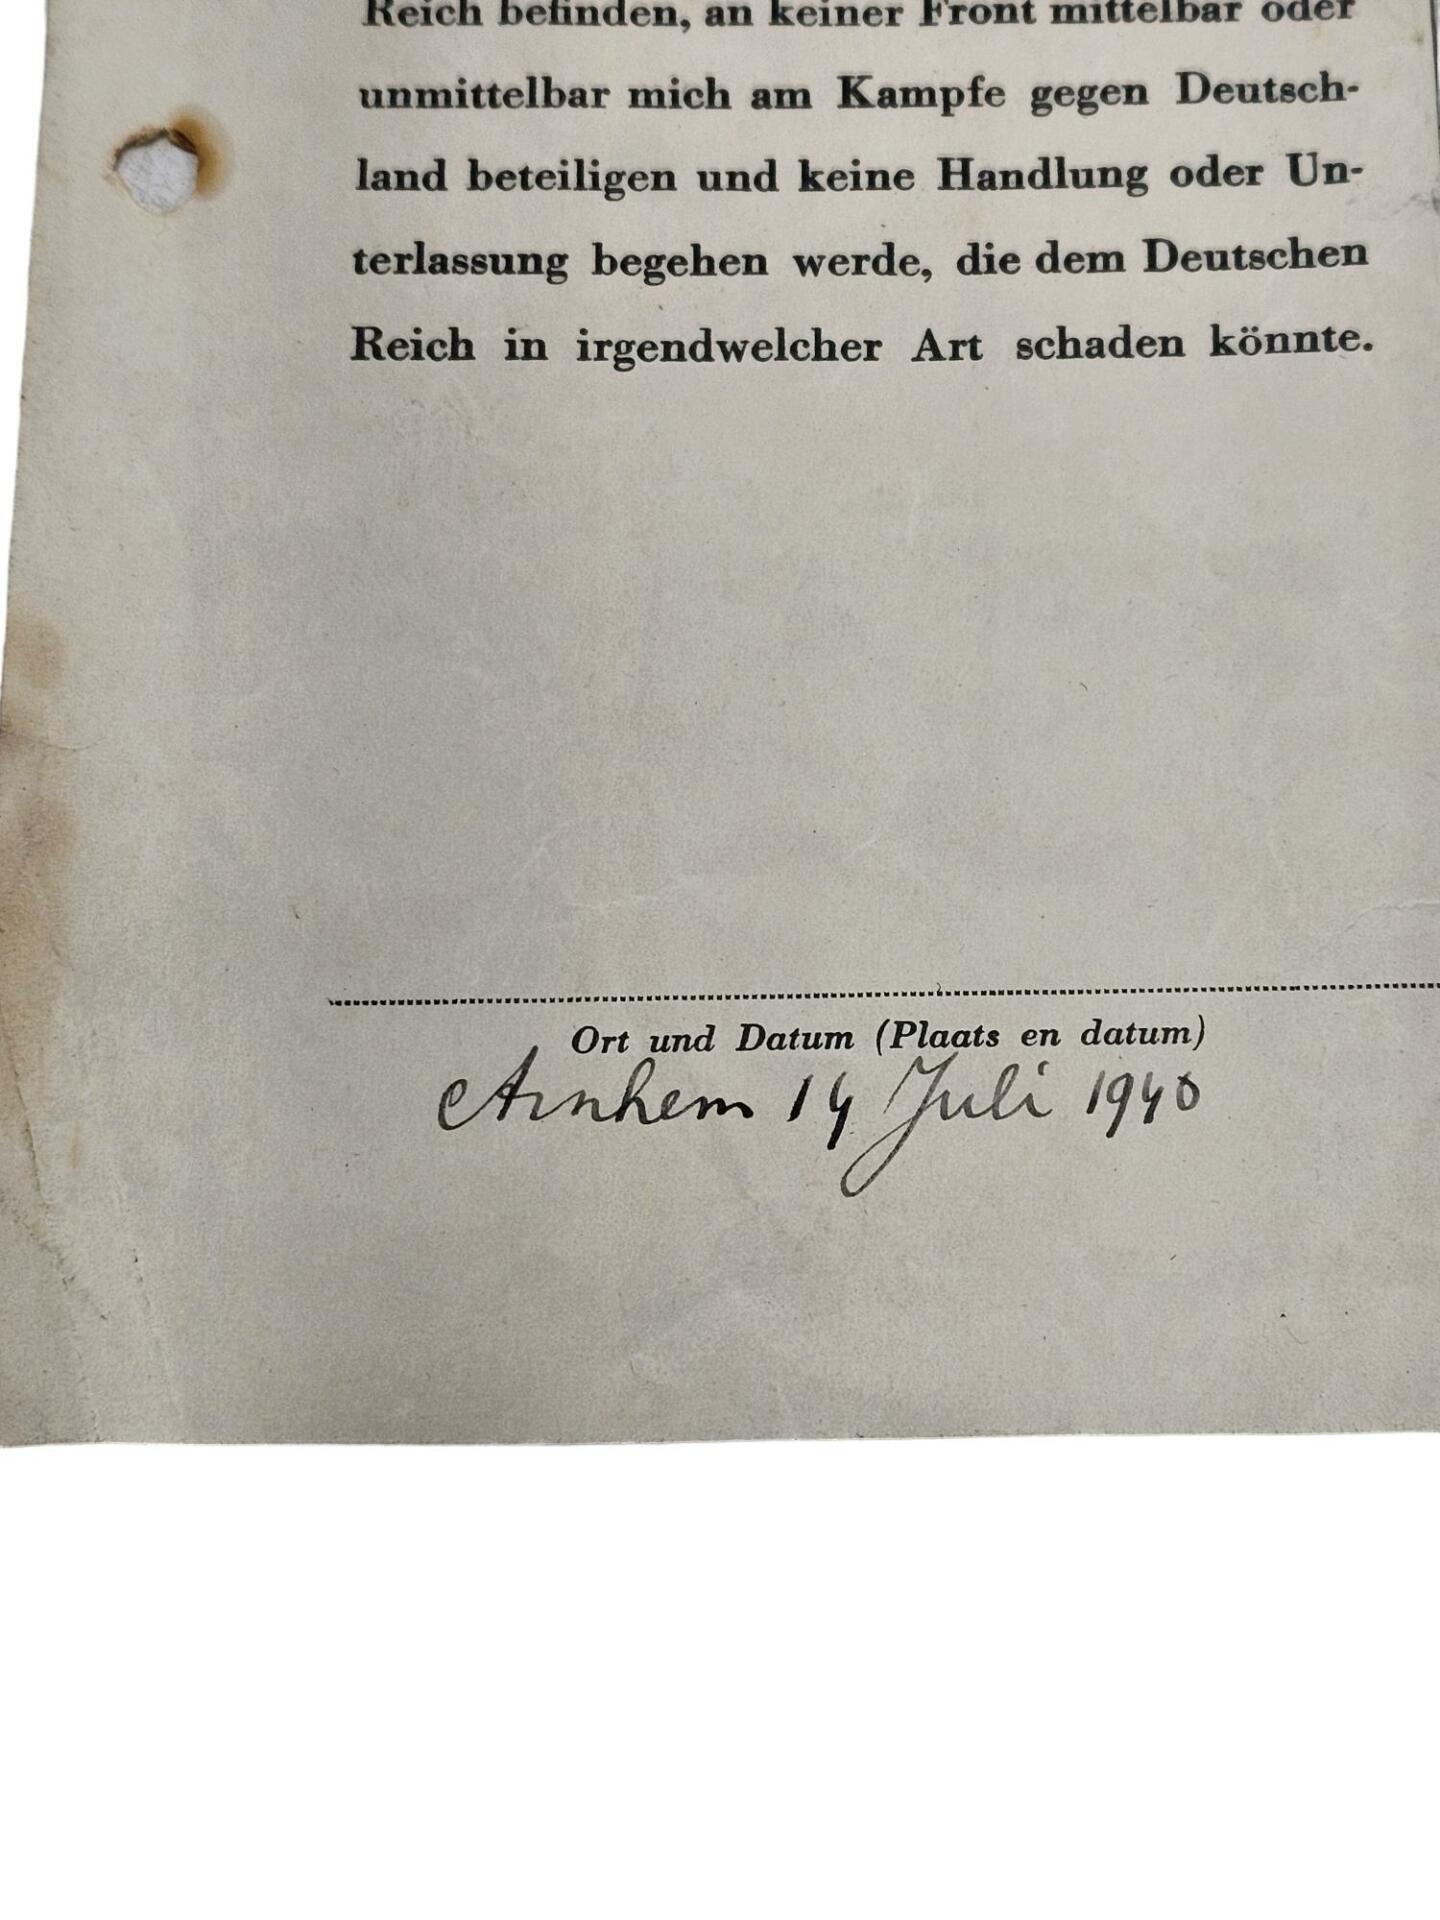 Reich befinden, an keiner Front mittelbar oder
unmittelbar mich am Kampfe gegen Deutsch-
land beteiligen und keine Handlung oder Un-
terlassung begehen werde, die dem Deutschen
Reich in irgendwelcher Art schaden könnte.
Ort und Datum (Plaats en datum)
Arnhem 14 Juli 1940